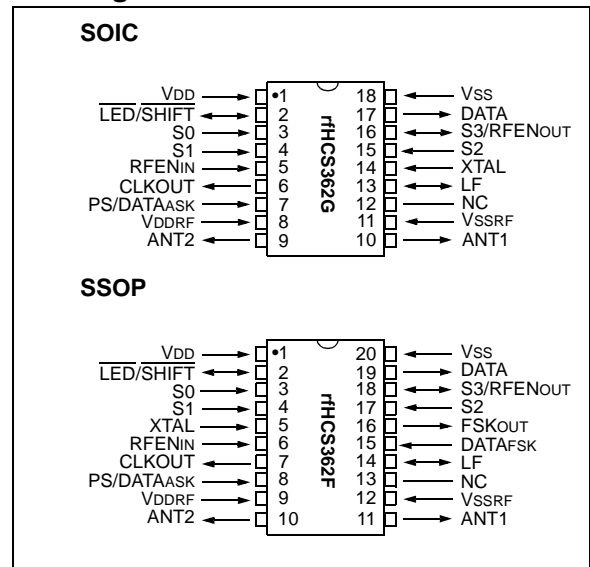 SOIC
VDD •1 18 VSS
LED/SHIFT 2 17 DATA
S0 3 16 S3/RFENOUT
S1 4 15 S2
RFENIN 5 14 XTAL
CLKOUT 6 13 LF
PS/DATAASK 7 12 NC
VDDRF 8 11 VSSRF
ANT2 9 10 ANT1
rfHCS362G
SSOP
VDD •1 20 VSS
LED/SHIFT 2 19 DATA
S0 3 18 S3/RFENOUT
S1 4 17 S2
XTAL 5 16 FSKOUT
RFENIN 6 15 DATAFSK
CLKOUT 7 14 LF
PS/DATAASK 8 13 NC
VDDRF 9 12 VSSRF
ANT2 10 11 ANT1
rfHCS362F